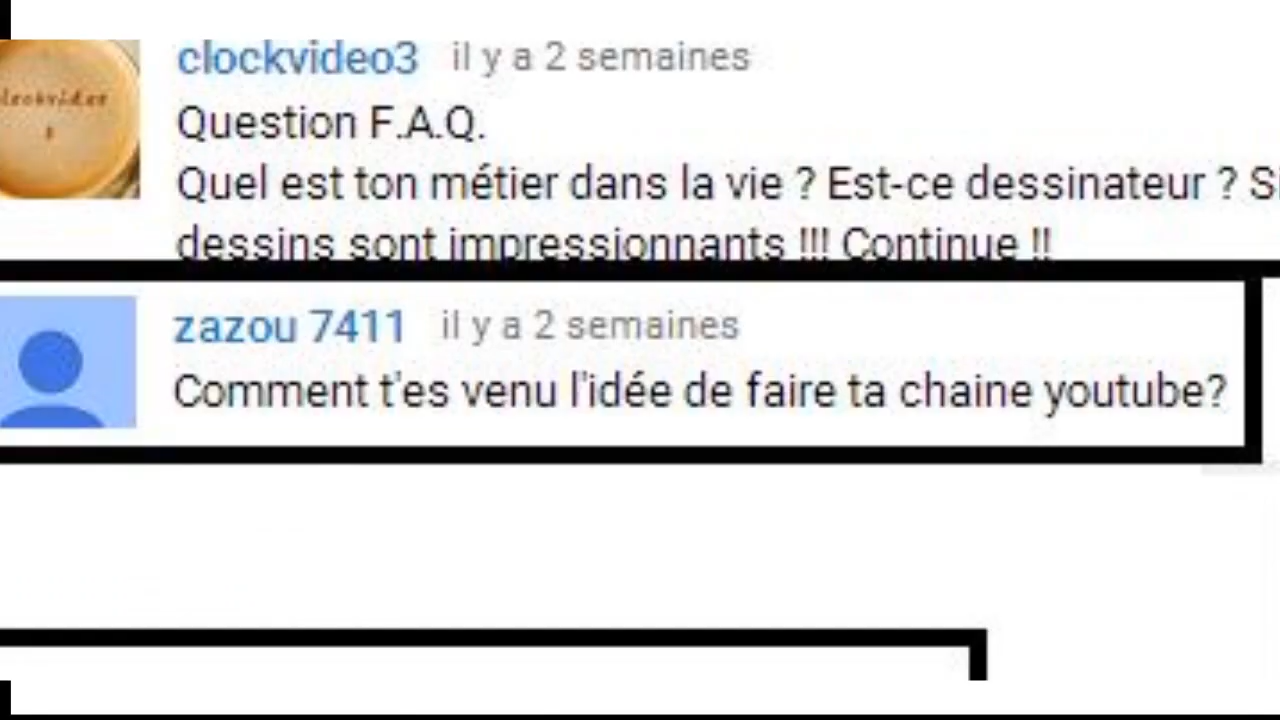 clockvideo3 il y a 2 semaines
Question F.A.Q.
Quel est ton métier dans la vie ? Est-ce dessinateur ?
dessins sont impressionnants !!! Continue !!
zazou 7411 il y a 2 semaines
Comment t'es venu l'idée de faire ta chaine youtube?